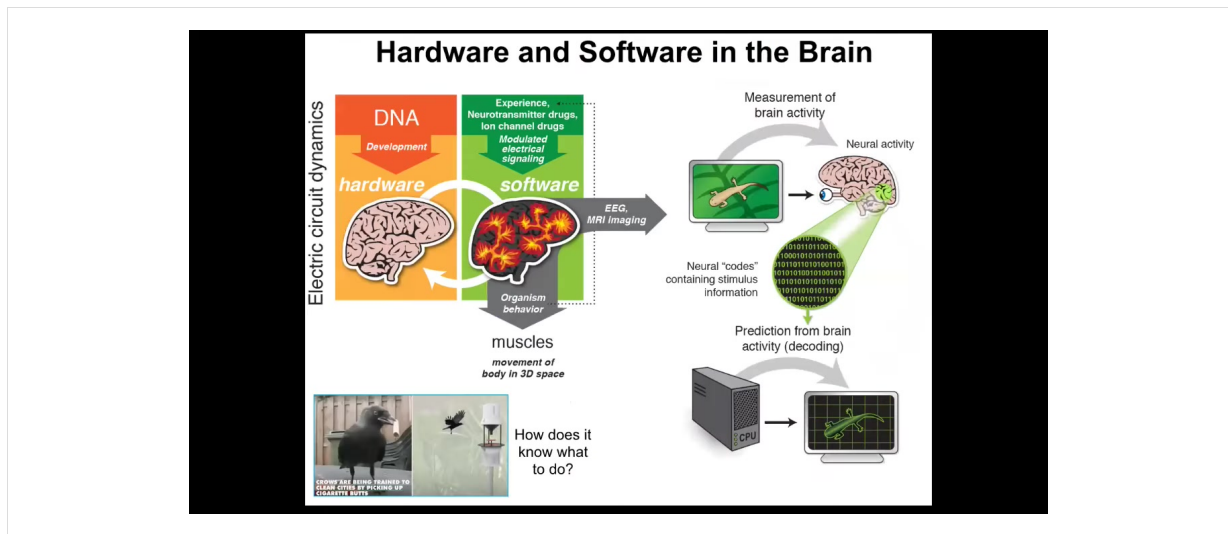 Hardware and Software in the Brain
Electric circuit dynamics
DNA
Development
hardware
Experience,
Neurotransmitter drugs,
Ion channel drugs
Modulated
electrical
signaling
software
EEG,
MRI imaging
Organism
behavior
muscles
movement of
body in 3D space
Measurement of
brain activity
Neural activity
Neural "codes"
containing stimulus
information
Prediction from brain
activity (decoding)
CPU
CROWS ARE BEING TRAINED TO
CLEAN CITIES BY PICKING UP
CIGARETTE BUTTS
How does it
know what
to do?